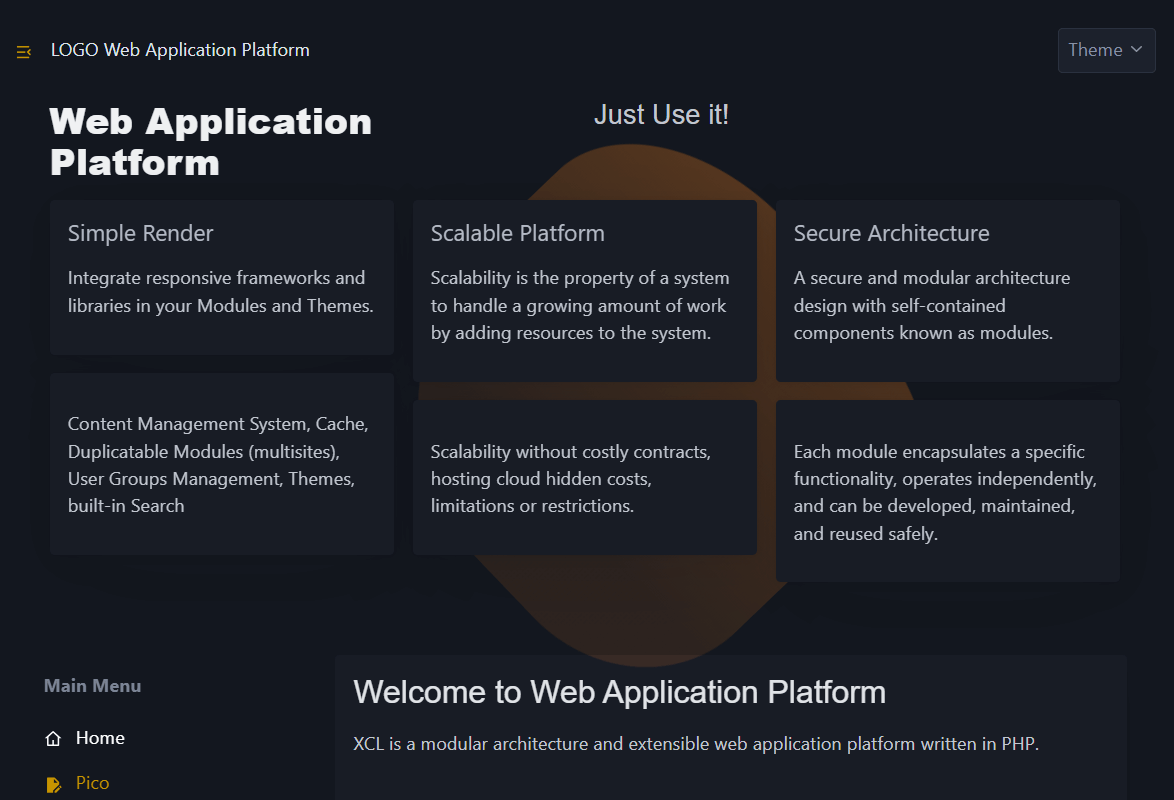 LOGO Web Application Platform
Theme
Web Application
Platform
Just Use it!
Simple Render
Integrate responsive frameworks and
libraries in your Modules and Themes.
Content Management System, Cache,
Duplicatable Modules (multisites),
User Groups Management, Themes,
built-in Search
Scalable Platform
Scalability is the property of a system
to handle a growing amount of work
by adding resources to the system.
Scalability without costly contracts,
hosting cloud hidden costs,
limitations or restrictions.
Secure Architecture
A secure and modular architecture
design with self-contained
components known as modules.
Each module encapsulates a specific
functionality, operates independently,
and can be developed, maintained,
and reused safely.
Main Menu
Home
Pico
Welcome to Web Application Platform
XCL is a modular architecture and extensible web application platform written in PHP.